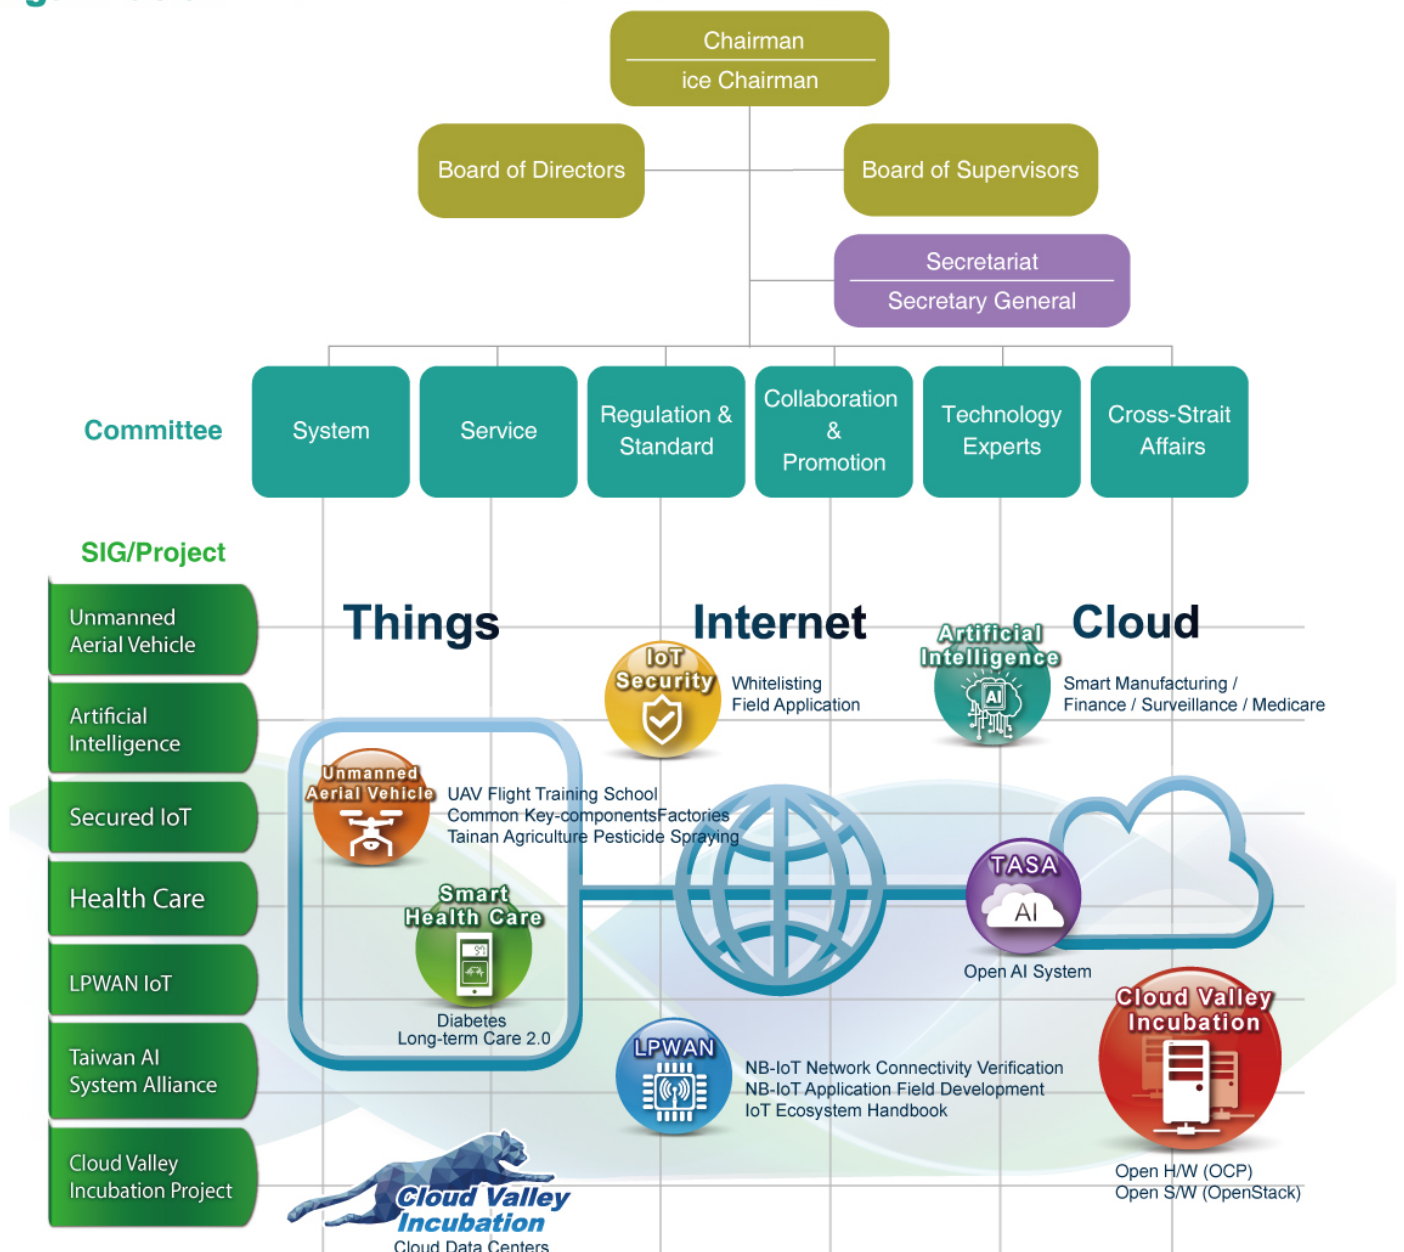 Chairman
ice Chairman
Board of Directors
Board of Supervisors
Secretariat
Secretary General
Committee
System
Service
Regulation &
Standard
Collaboration
&
Promotion
Technology
Experts
Cross-Strait
Affairs
SIG/Project
Unmanned
Aerial Vehicle
Artificial
Intelligence
Secured IoT
Health Care
LPWAN IoT
Taiwan AI
System Alliance
Cloud Valley
Incubation Project
Things
Internet
Cloud
IoT
Security
Whitelisting
Field Application
Artificial
Intelligence
AI
Smart Manufacturing /
Finance / Surveillance / Medicare
Unmanned
Aerial Vehicle
UAV Flight Training School
Common Key-componentsFactories
Tainan Agriculture Pesticide Spraying
Smart
Health Care
Diabetes
Long-term Care 2.0
TASA
AI
Open AI System
LPWAN
NB-IoT Network Connectivity Verification
NB-IoT Application Field Development
IoT Ecosystem Handbook
Cloud Valley
Incubation
Open H/W (OCP)
Open S/W (OpenStack)
Cloud Valley
Incubation
Cloud Data Centers